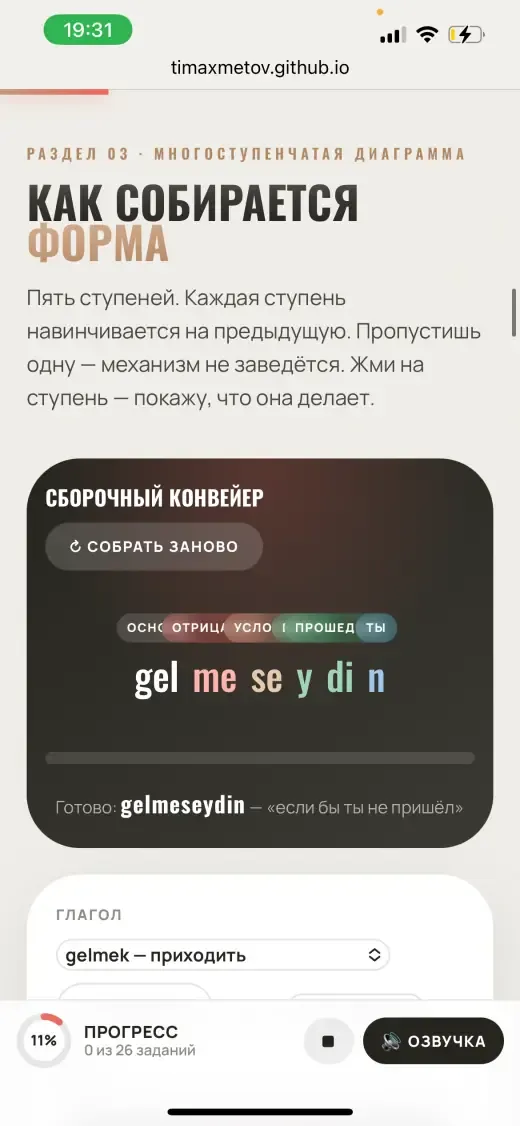 19:31
timaxmetov.github.io
РАЗДЕЛ 03 · МНОГОСТУПЕНЧАТАЯ ДИАГРАММА
КАК СОБИРАЕТСЯ
ФОРМА
Пять ступеней. Каждая ступень
навинчивается на предыдущую. Пропустишь
одну — механизм не заведётся. Жми на
ступень — покажу, что она делает.
СБОРОЧНЫЙ КОНВЕЙЕР
↻ СОБРАТЬ ЗАНОВО
ПРОШЕД ТЫ
gel me se y di n
Готово: gelmeseydin — «если бы ты не пришёл»
ГЛАГОЛ
gelmek — приходить
11%
ПРОГРЕСС
0 из 26 заданий
🔊 ОЗВУЧКА